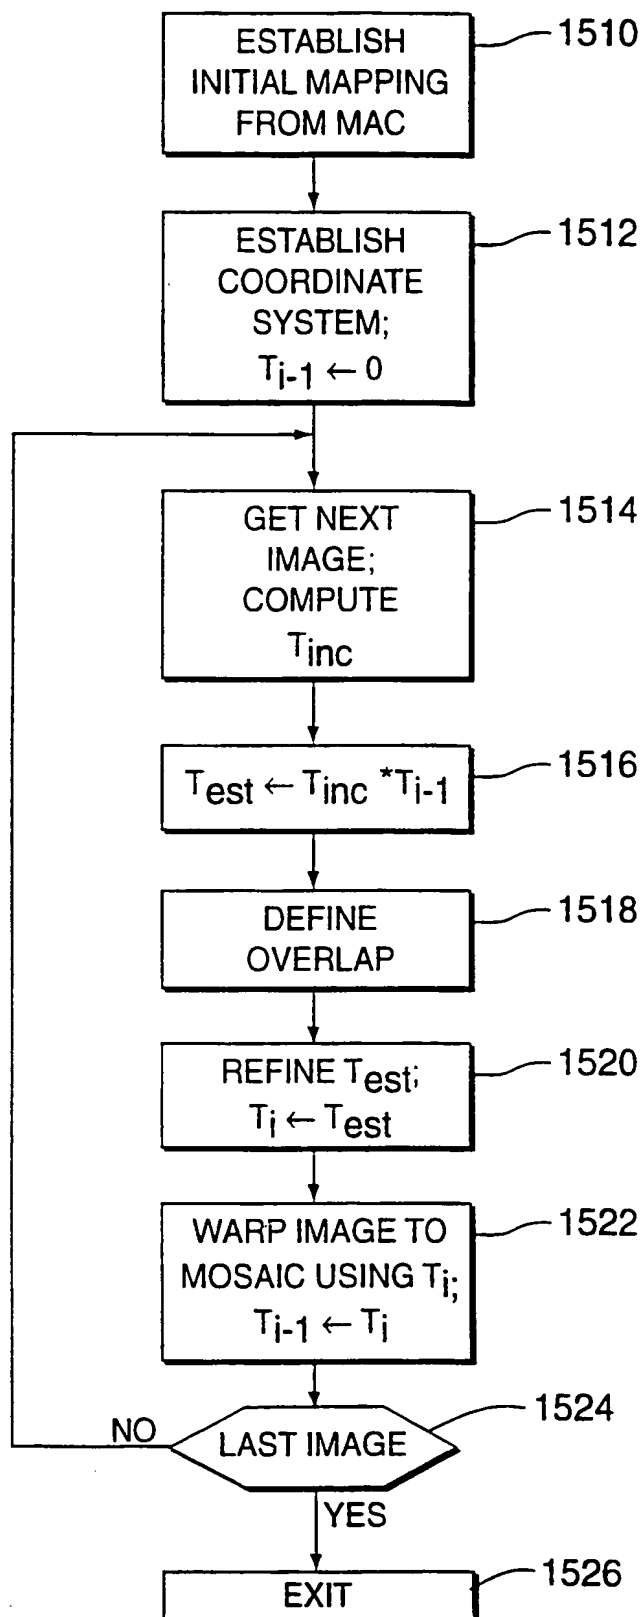 ESTABLISH
INITIAL MAPPING
FROM MAC
1510
ESTABLISH
COORDINATE
SYSTEM;
Ti-1 ← 0
1512
GET NEXT
IMAGE;
COMPUTE
Tinc
1514
Test ← Tinc *Ti-1
1516
DEFINE
OVERLAP
1518
REFINE Test;
Ti ← Test
1520
WARP IMAGE TO
MOSAIC USING Ti;
Ti-1 ← Ti
1522
LAST IMAGE
1524
NO
YES
EXIT
1526